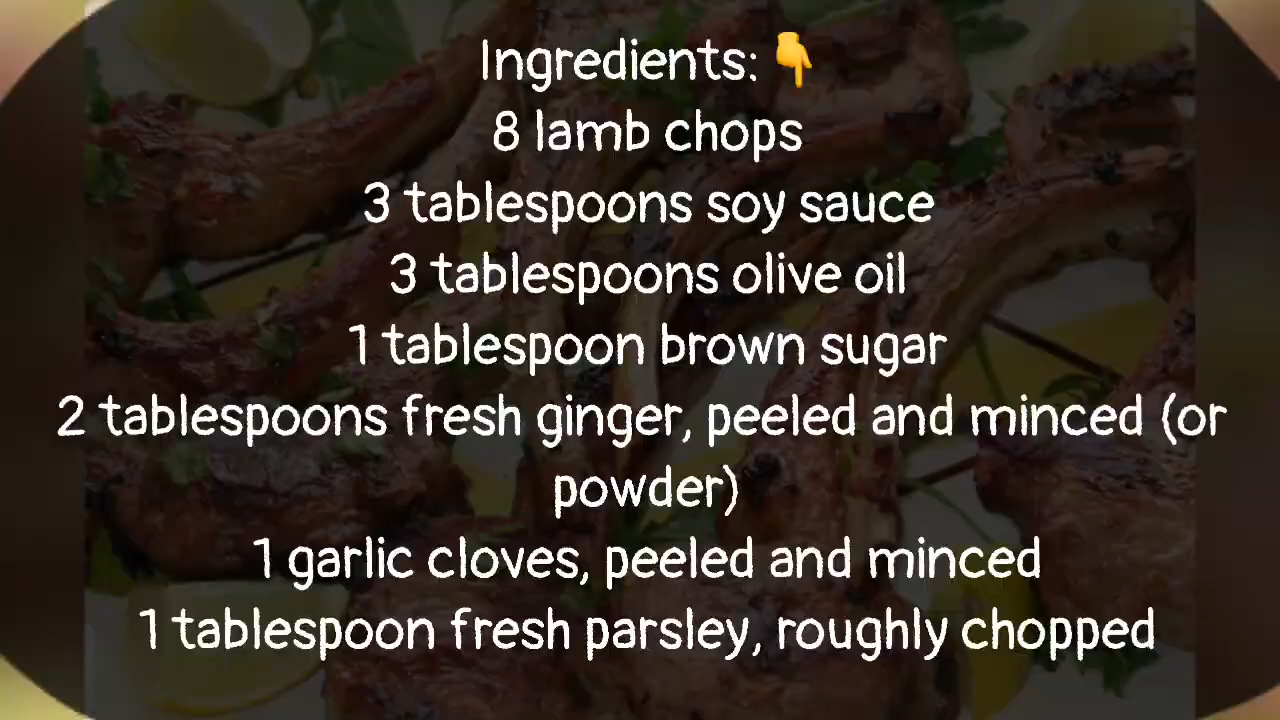 Ingredients: 👇
8 lamb chops
3 tablespoons soy sauce
3 tablespoons olive oil
1 tablespoon brown sugar
2 tablespoons fresh ginger, peeled and minced (or
powder)
1 garlic cloves, peeled and minced
1 tablespoon fresh parsley, roughly chopped